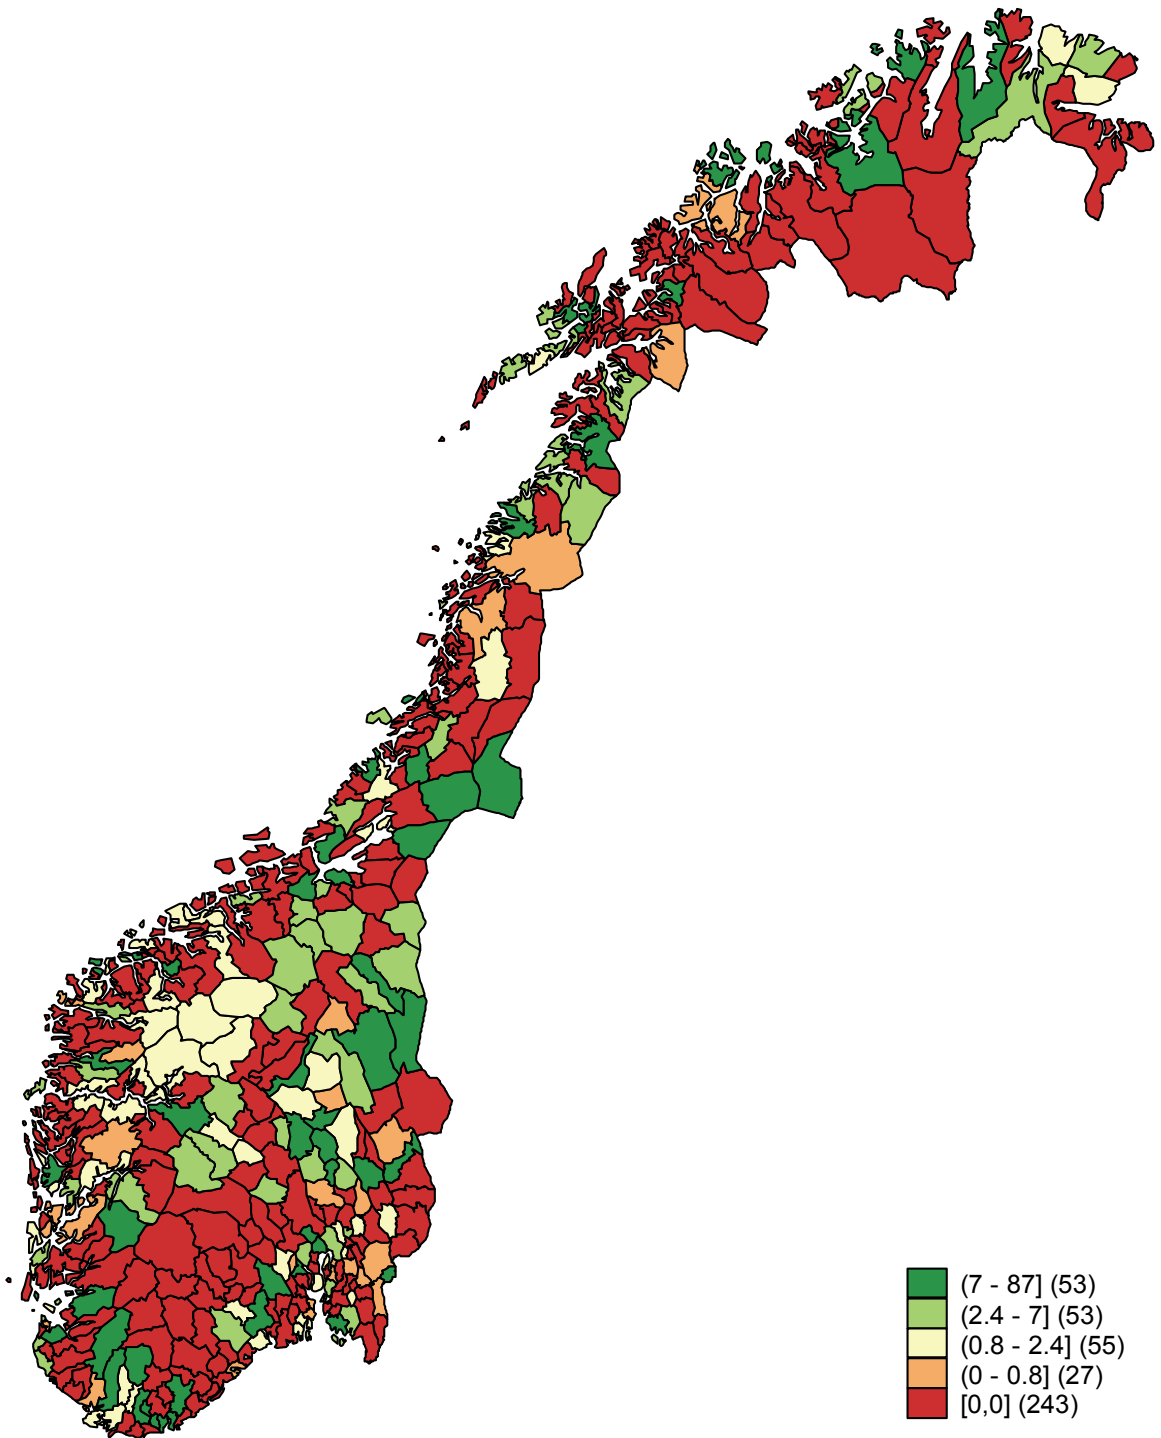 (7 - 87] (53)
(2.4 - 7] (53)
(0.8 - 2.4] (55)
(0 - 0.8] (27)
[0,0] (243)